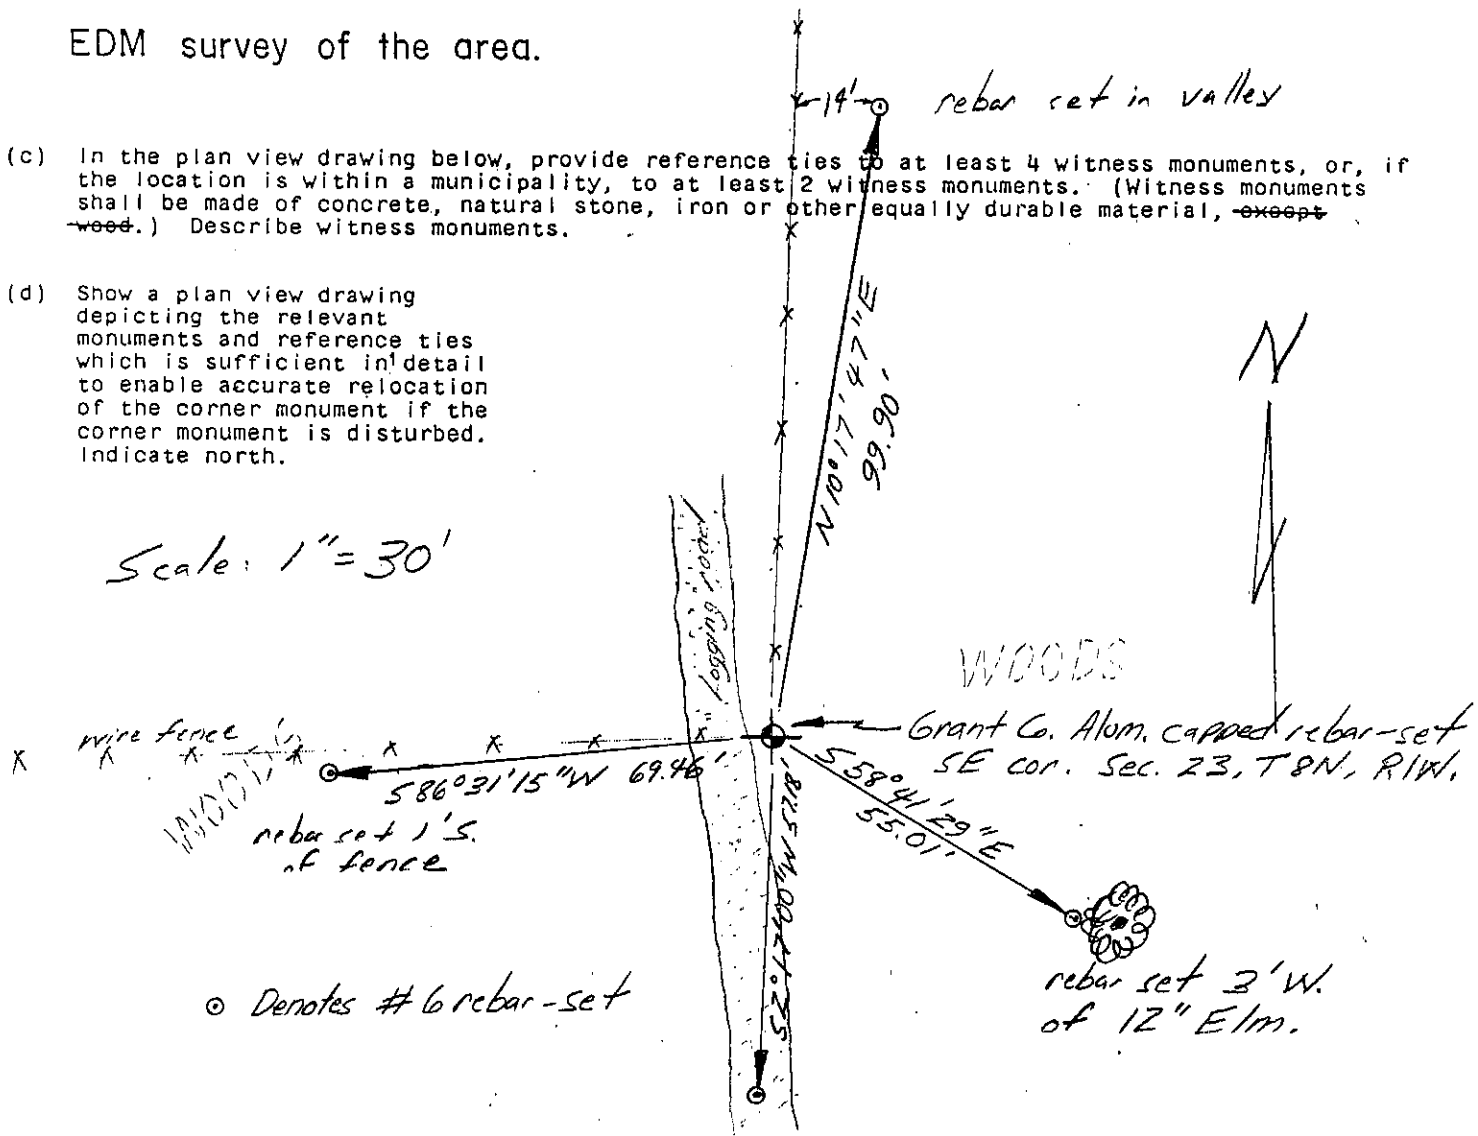 EDM survey of the area.
14'
rebar set in valley
(c) In the plan view drawing below, provide reference ties to at least 4 witness monuments, or, if
the location is within a municipality, to at least 2 witness monuments. (Witness monuments
shall be made of concrete, natural stone, iron or other equally durable material, except
wood.) Describe witness monuments.
(d) Show a plan view drawing
depicting the relevant
monuments and reference ties
which is sufficient in detail
to enable accurate relocation
of the corner monument if the
corner monument is disturbed.
Indicate north.
N 10°17'47"E
99.90'
N
Scale: 1"=30'
"logging road"
WOODS
Grant Co. Alum. capped rebar-set
SE cor. Sec. 23, T8N, R1W.
wire fence
S86°31'15"W 69.46'
WOODS
rebar set 1'S.
of fence
S58°41'29"E
55.01'
rebar set 3'W.
of 12" Elm.
⊙ Denotes #6 rebar-set